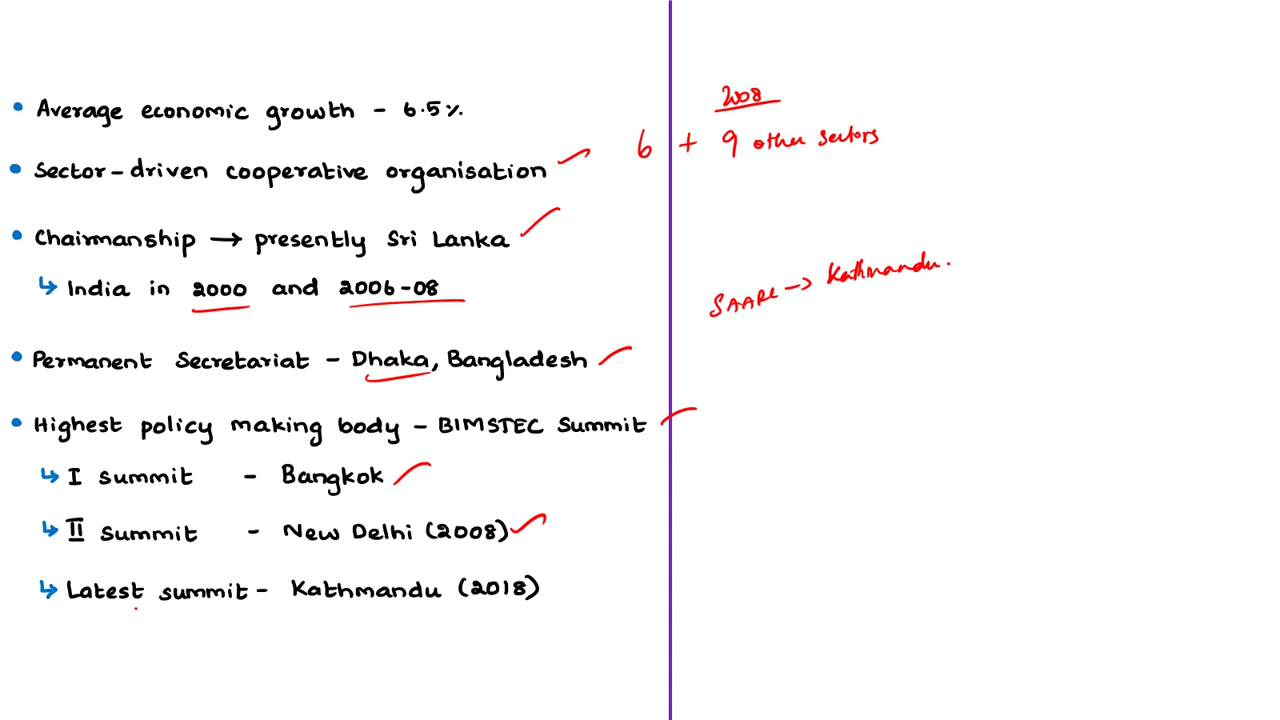 • Average economic growth - 6.5%
• Sector-driven cooperative organisation
• Chairmanship → presently Sri Lanka
↳ India in 2000 and 2006-08
• Permanent Secretariat - Dhaka, Bangladesh
• Highest policy making body - BIMSTEC Summit
↳ I summit - Bangkok
↳ II Summit - New Delhi (2008)
↳ Latest summit - Kathmandu (2018)
2008
6 + 9 other sectors
SAARC → Kathmandu.